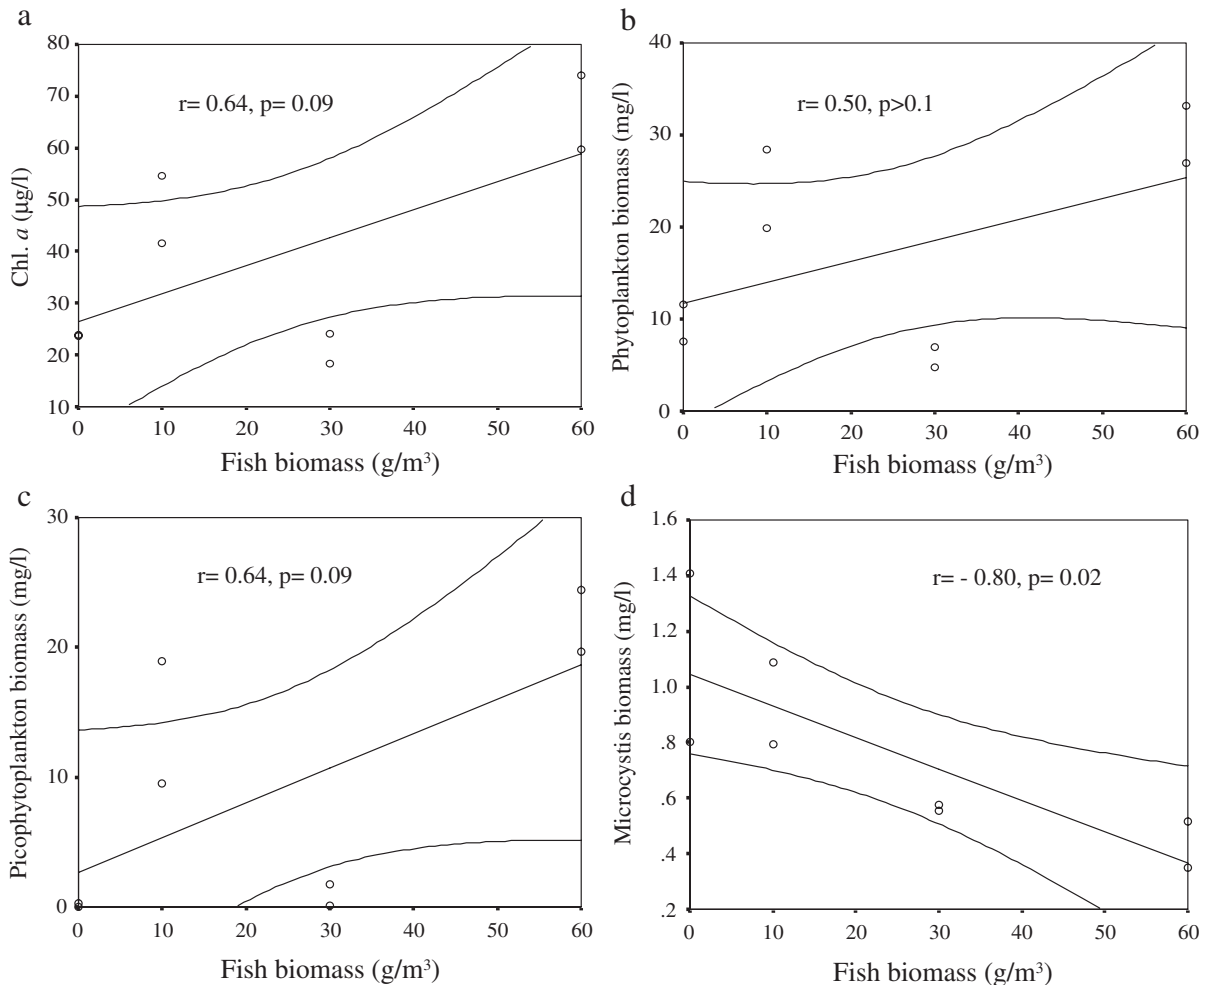 a
80
70
60
50
40
30
20
10
Chl. a (µg/l)
r= 0.64, p= 0.09
0 10 20 30 40 50 60
Fish biomass (g/m³)
b
40
30
20
10
0
Phytoplankton biomass (mg/l)
r= 0.50, p>0.1
0 10 20 30 40 50 60
Fish biomass (g/m³)
c
30
20
10
0
Picophytoplankton biomass (mg/l)
r= 0.64, p= 0.09
0 10 20 30 40 50 60
Fish biomass (g/m³)
d
1.6
1.4
1.2
1.0
.8
.6
.4
.2
Microcystis biomass (mg/l)
r= - 0.80, p= 0.02
0 10 20 30 40 50 60
Fish biomass (g/m³)